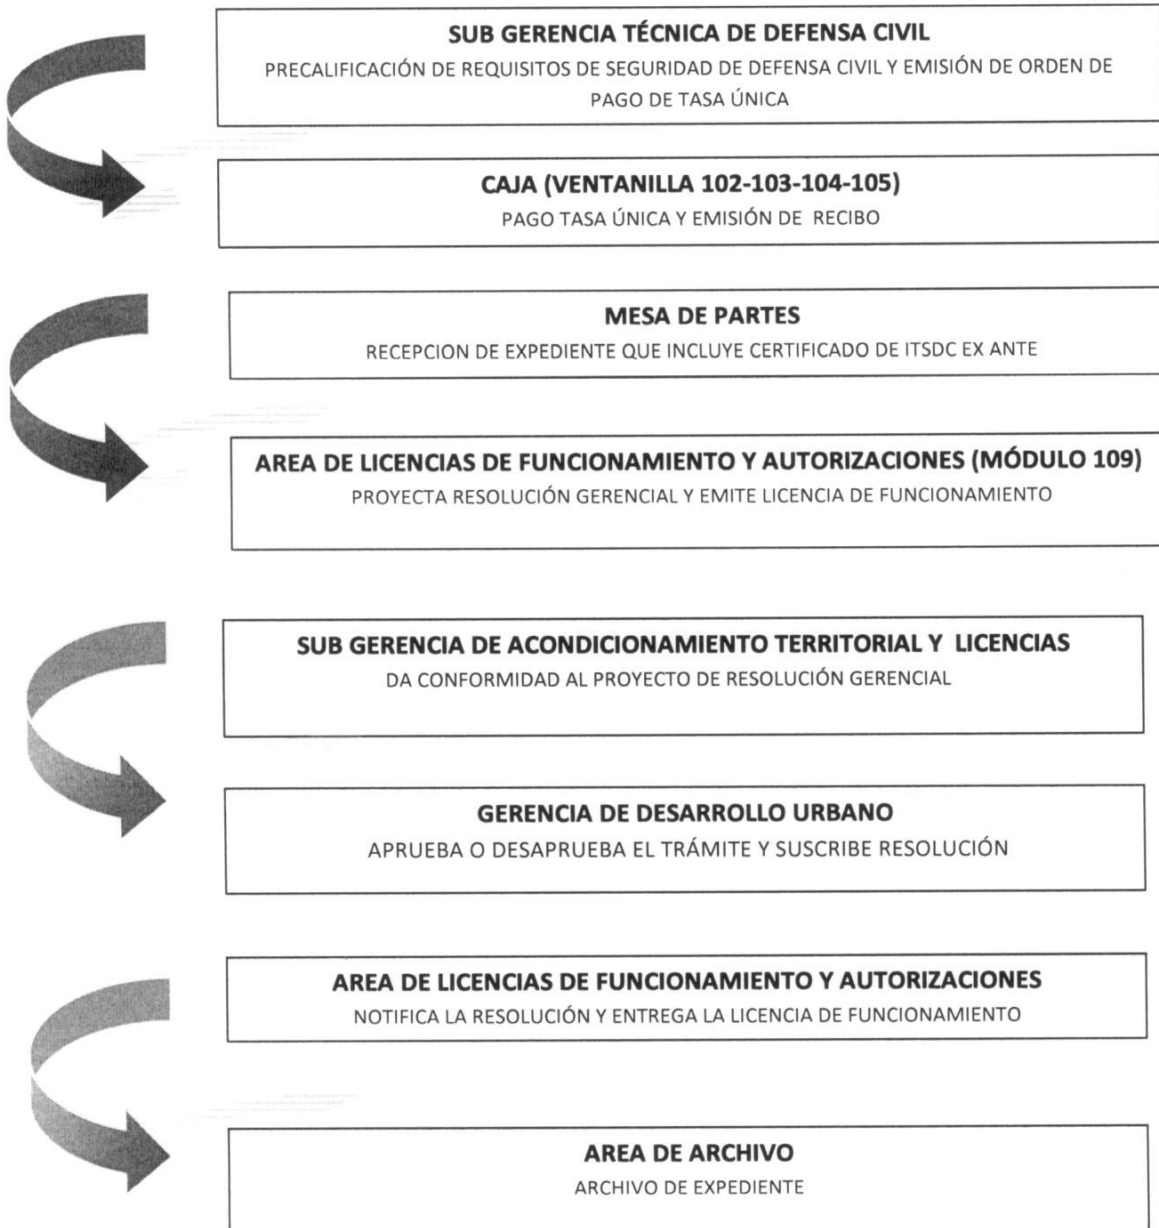 SUB GERENCIA TÉCNICA DE DEFENSA CIVIL
PRECALIFICACIÓN DE REQUISITOS DE SEGURIDAD DE DEFENSA CIVIL Y EMISIÓN DE ORDEN DE
PAGO DE TASA ÚNICA
CAJA (VENTANILLA 102-103-104-105)
PAGO TASA ÚNICA Y EMISIÓN DE RECIBO
MESA DE PARTES
RECEPCION DE EXPEDIENTE QUE INCLUYE CERTIFICADO DE ITSDC EX ANTE
AREA DE LICENCIAS DE FUNCIONAMIENTO Y AUTORIZACIONES (MÓDULO 109)
PROYECTA RESOLUCIÓN GERENCIAL Y EMITE LICENCIA DE FUNCIONAMIENTO
SUB GERENCIA DE ACONDICIONAMIENTO TERRITORIAL Y LICENCIAS
DA CONFORMIDAD AL PROYECTO DE RESOLUCIÓN GERENCIAL
GERENCIA DE DESARROLLO URBANO
APRUEBA O DESAPRUEBA EL TRÁMITE Y SUSCRIBE RESOLUCIÓN
AREA DE LICENCIAS DE FUNCIONAMIENTO Y AUTORIZACIONES
NOTIFICA LA RESOLUCIÓN Y ENTREGA LA LICENCIA DE FUNCIONAMIENTO
AREA DE ARCHIVO
ARCHIVO DE EXPEDIENTE